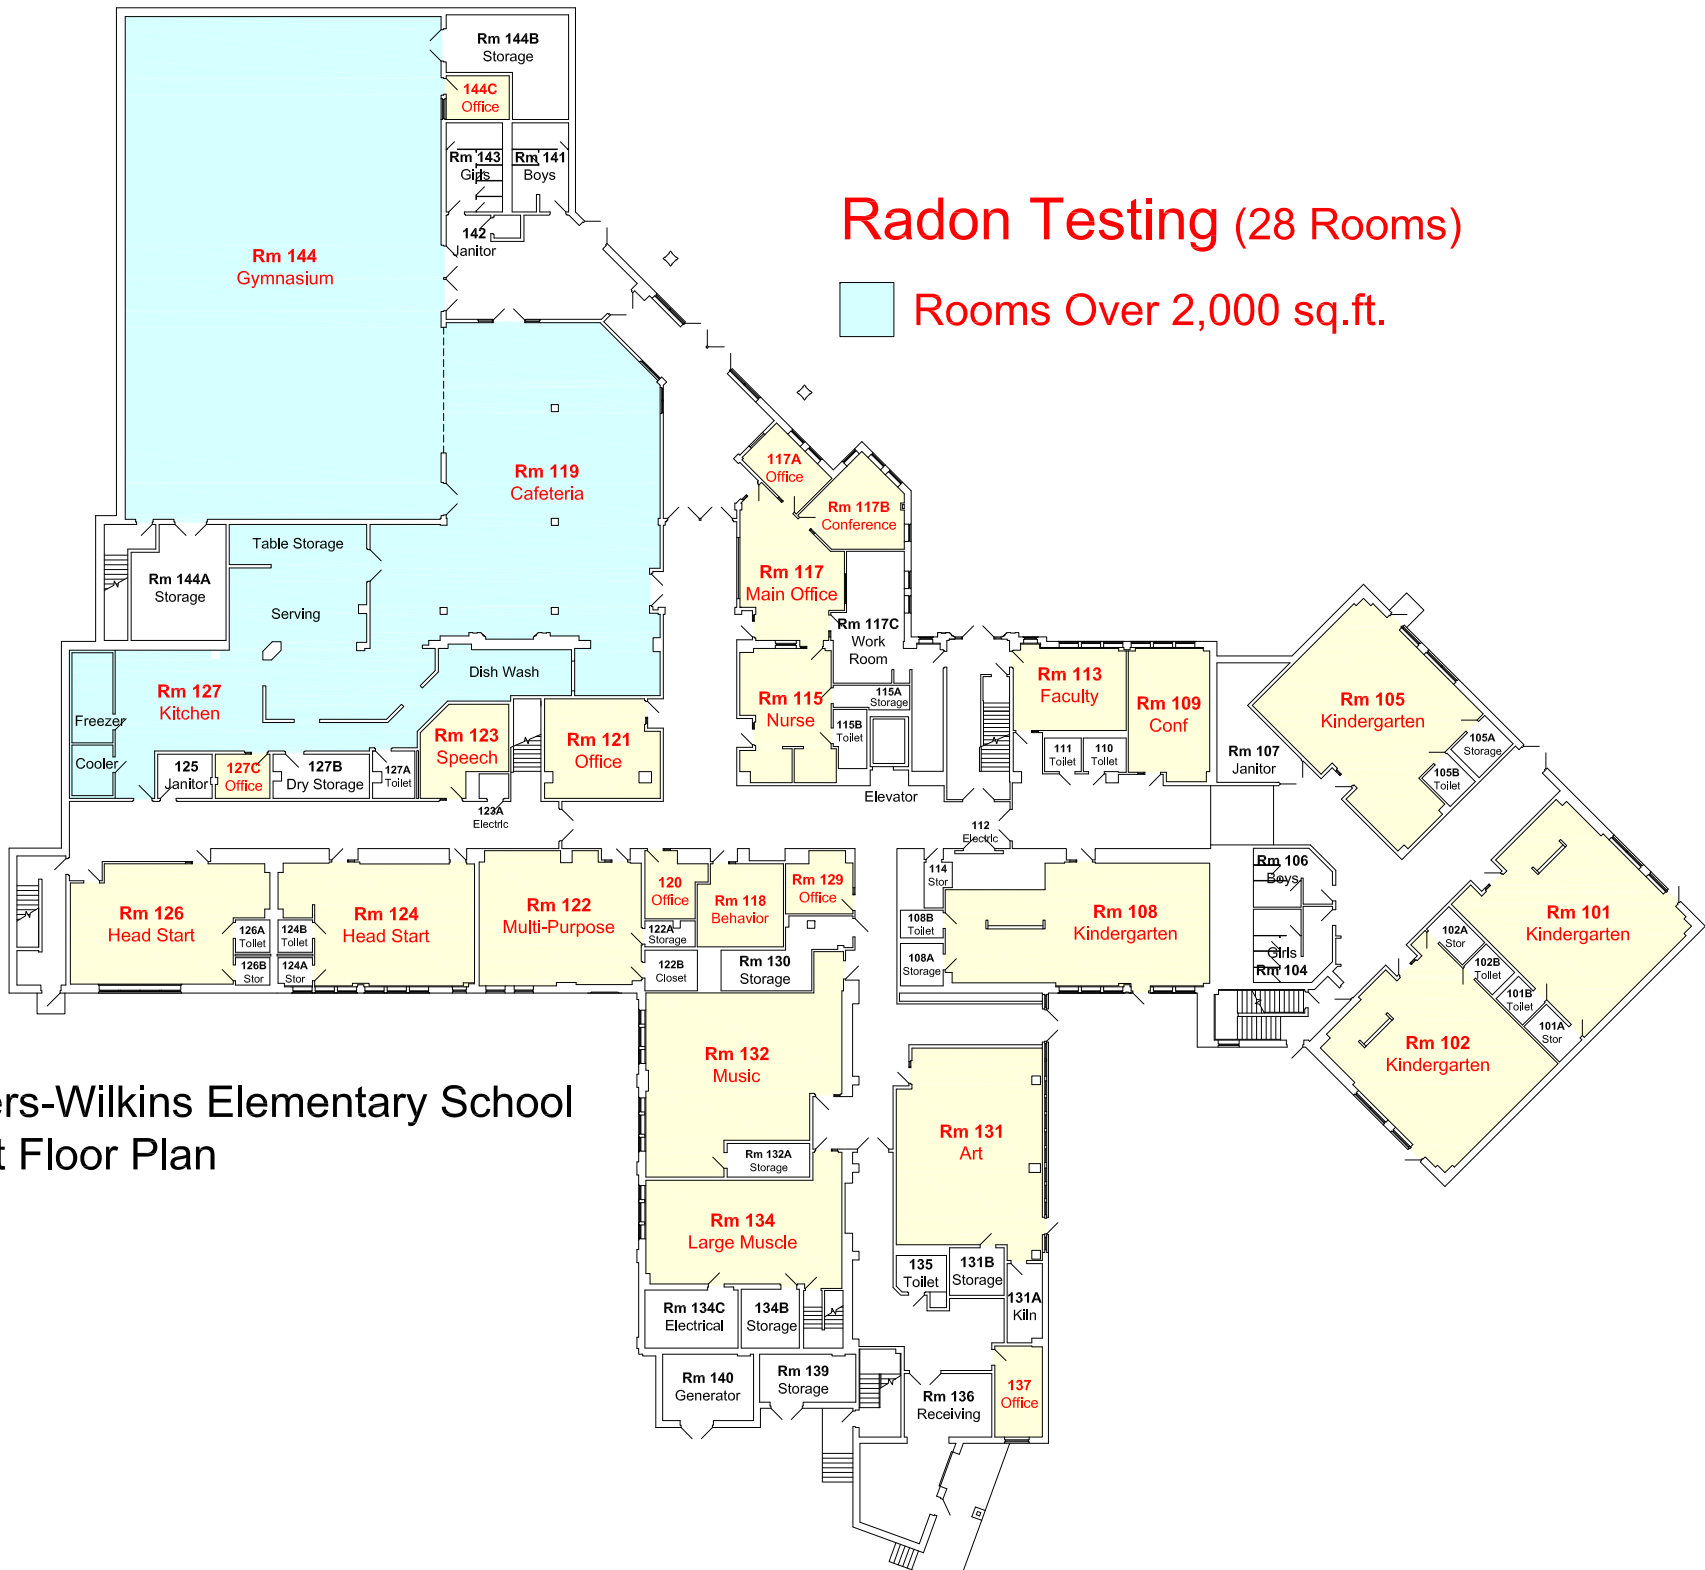 Rm 144B
Storage
144C
Office
Rm 143
Girls
Rm 141
Boys
142
Janitor
Radon Testing (28 Rooms)
Rooms Over 2,000 sq.ft.
Rm 144
Gymnasium
Rm 119
Cafeteria
117A
Office
Rm 117B
Conference
Table Storage
Rm 144A
Storage
Serving
Rm 117
Main Office
Rm 117C
Work
Room
Dish Wash
Rm 127
Kitchen
Freezer
Cooler
125
Janitor
127C
Office
127B
Dry Storage
127A
Toilet
Rm 123
Speech
123A
Electric
Rm 121
Office
Rm 115
Nurse
115A
Storage
115B
Toilet
Elevator
Rm 113
Faculty
Rm 109
Conf
111
Toilet
110
Toilet
112
Electric
Rm 107
Janitor
Rm 105
Kindergarten
105A
Storage
105B
Toilet
Rm 126
Head Start
126A
Toilet
126B
Stor
124B
Toilet
124A
Stor
Rm 124
Head Start
Rm 122
Multi-Purpose
120
Office
122A
Storage
122B
Closet
Rm 118
Behavior
Rm 129
Office
Rm 130
Storage
114
Stor
108B
Toilet
108A
Storage
Rm 108
Kindergarten
Rm 106
Boys
Girls
Rm 104
Rm 101
Kindergarten
102A
Stor
102B
Toilet
101B
Toilet
101A
Stor
Rm 102
Kindergarten
Rm 132
Music
Rm 132A
Storage
Rm 131
Art
ers-Wilkins Elementary School
t Floor Plan
Rm 134
Large Muscle
135
Toilet
131B
Storage
131A
Kiln
Rm 134C
Electrical
134B
Storage
Rm 140
Generator
Rm 139
Storage
Rm 136
Receiving
137
Office